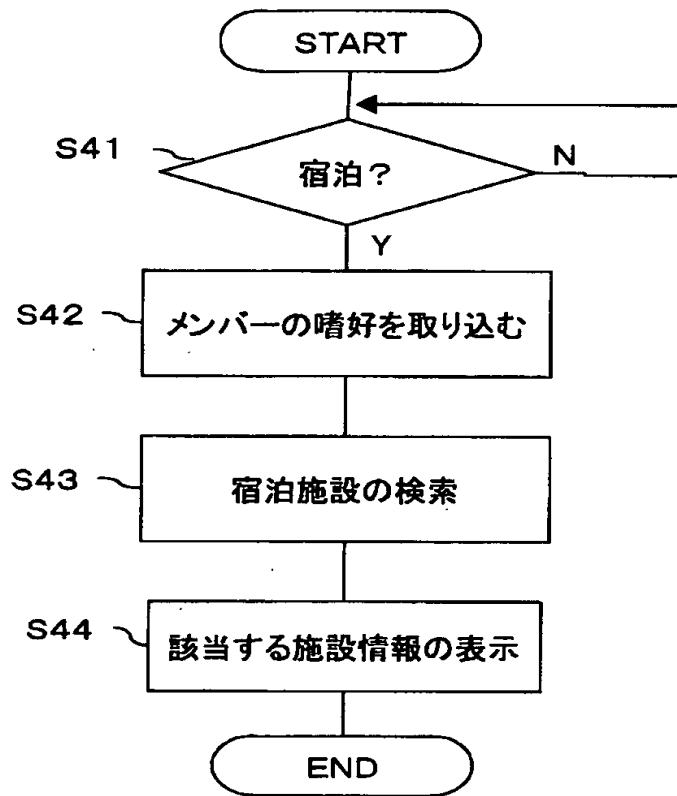 START
S41
宿泊?
N
Y
S42
メンバーの嗜好を取り込む
S43
宿泊施設の検索
S44
該当する施設情報の表示
END